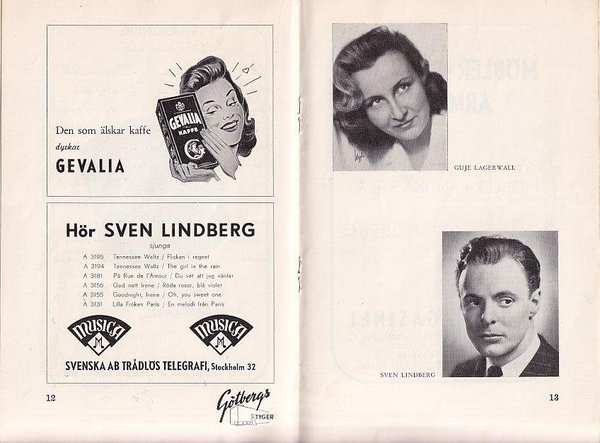 Den som älskar kaffe
dyrkar
GEVALIA
GEVALIA
KAFFE
Hör SVEN LINDBERG
sjunga
A 3195 Tennessee Waltz / Flickan i regnet
A 3194 Tennessee Waltz / The girl in the rain
A 3181 På Rue de l'Amour / Du vet att jag väntar
A 3156 God natt Irene / Röda rosor, blå violer
A 3155 Goodnight, Irene / Oh, you sweet one
A 3131 Lilla Fröken Paris / En melodi från Paris
MUSICA
M
MUSICA
M
SVENSKA AB TRÅDLÖS TELEGRAFI, Stockholm 32
12
Götbergs
TYGER
GUJE LAGERWALL
SVEN LINDBERG
13